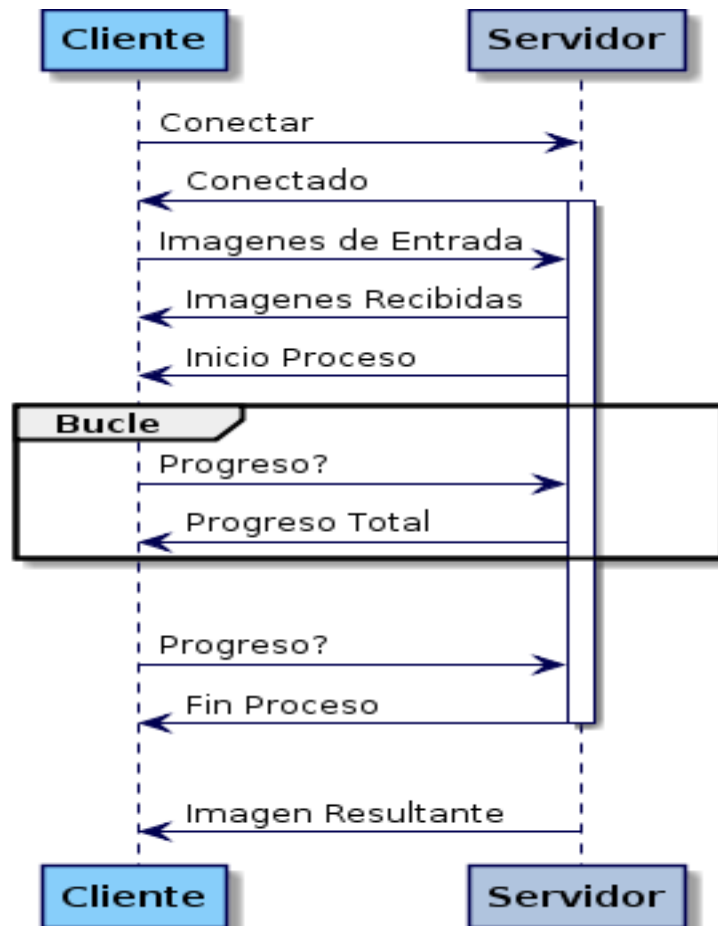 Cliente
Servidor
Conectar
Conectado
Imagenes de Entrada
Imagenes Recibidas
Inicio Proceso
Bucle
Progreso?
Progreso Total
Progreso?
Fin Proceso
Imagen Resultante
Cliente
Servidor